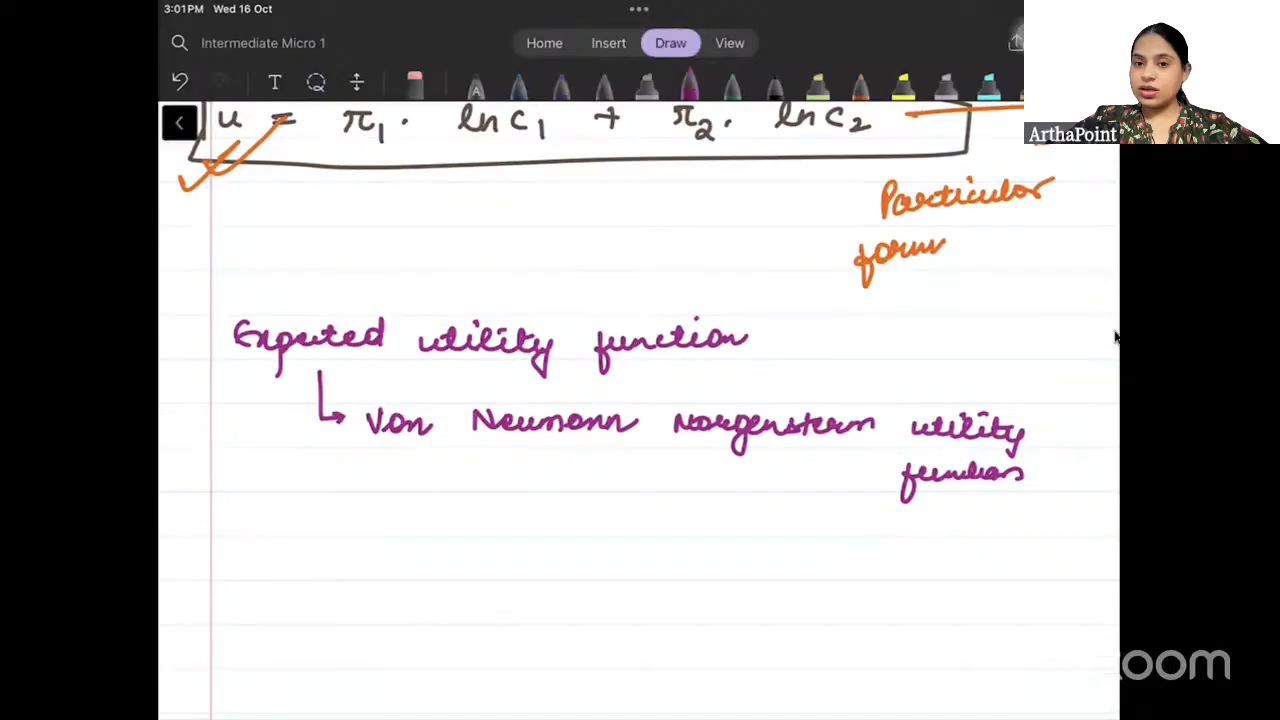 3:01PM Wed 16 Oct
Intermediate Micro 1
Home Insert Draw View
ArthaPoint
u = π₁. ln c₁ + π₂. ln c₂
Particular
form
Expected utility function
Von Neumann Morgenstern utility
function
zoom